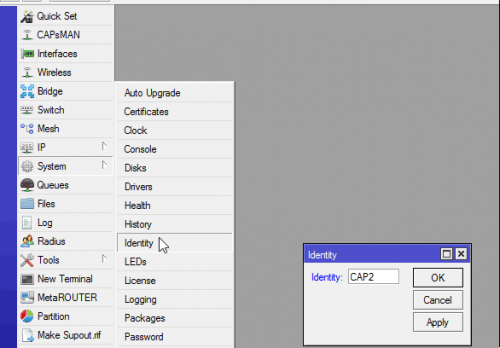 Quick Set
CAPsMAN
Interfaces
Wireless
Bridge
Switch
Mesh
IP
System
Queues
Files
Log
Radius
Tools
New Terminal
MetaROUTER
Partition
Make Supout.rif
Auto Upgrade
Certificates
Clock
Console
Disks
Drivers
Health
History
Identity
LEDs
License
Logging
Packages
Password
Identity
Identity: CAP2
OK
Cancel
Apply